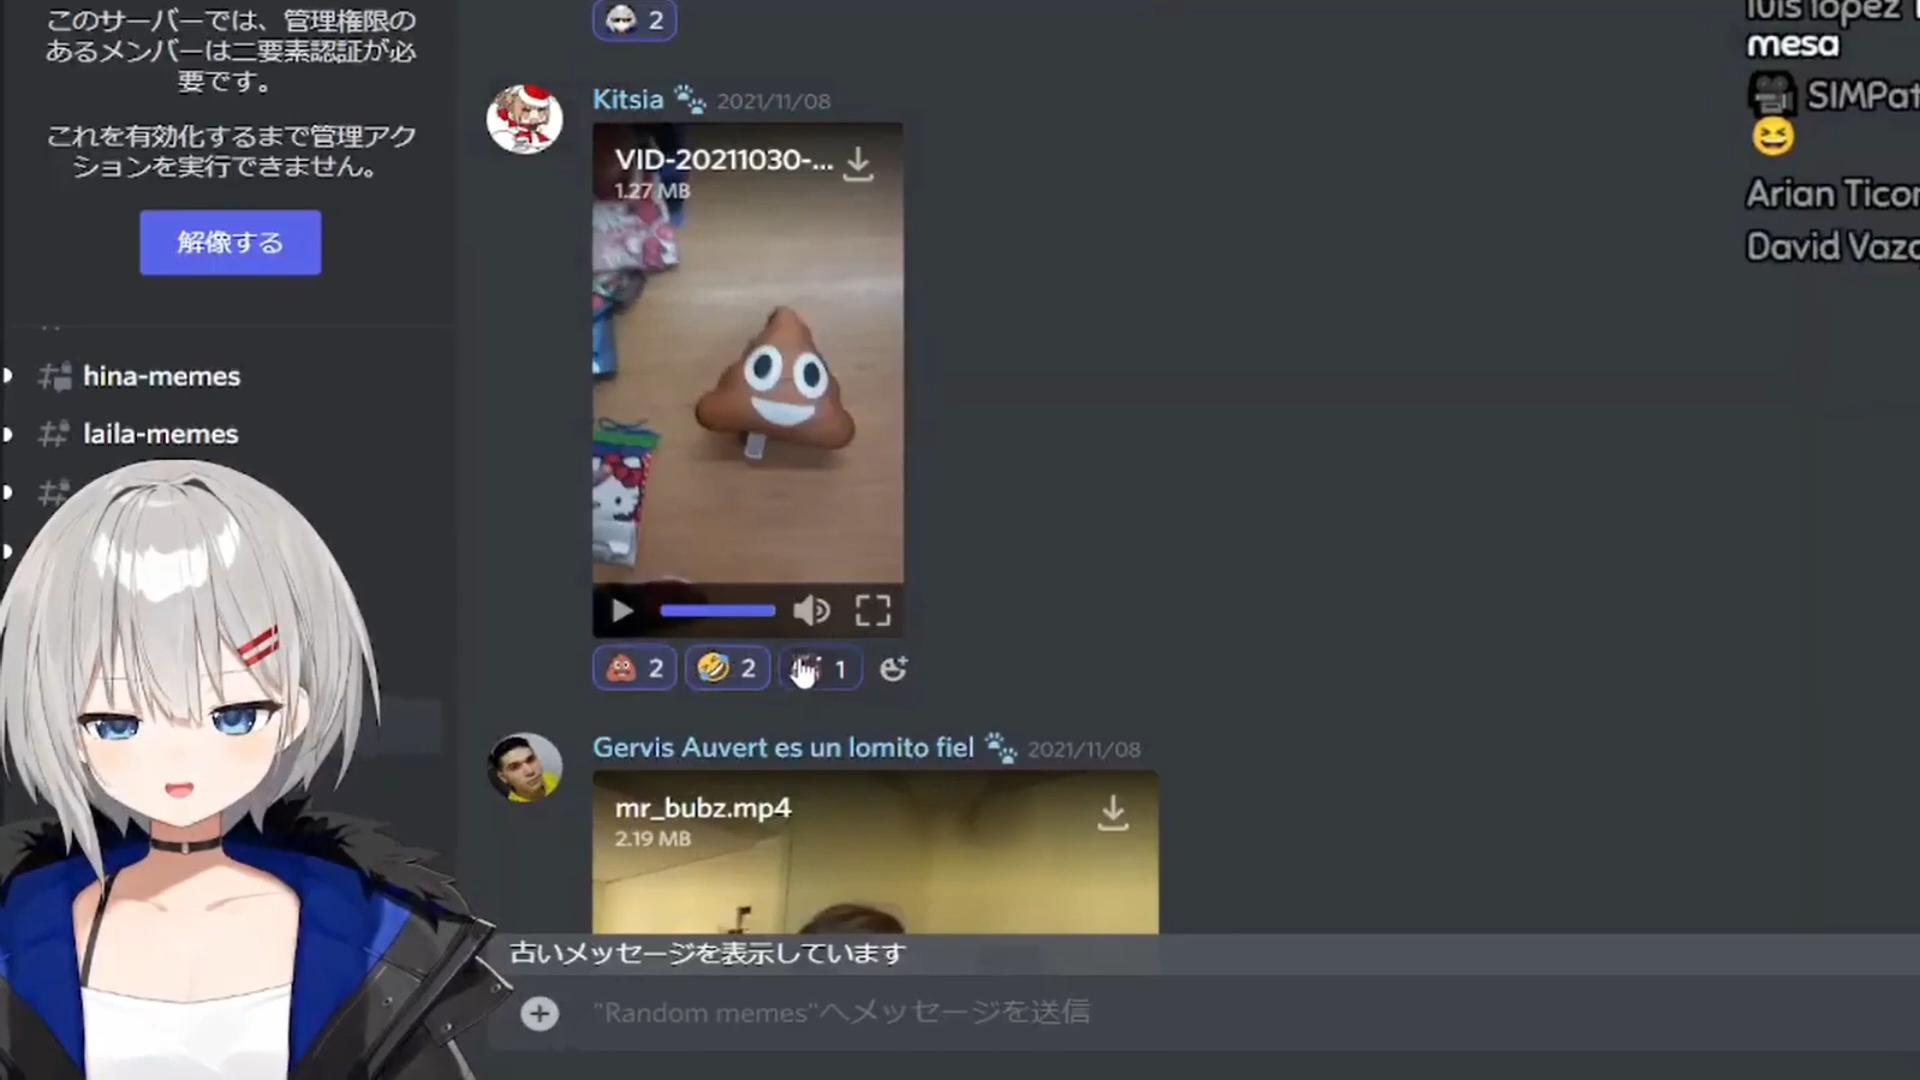 このサーバーでは、管理権限の
あるメンバーは二要素認証が必
要です。
これを有効化するまで管理アク
ションを実行できません。
解像する
hina-memes
laila-memes
2
Kitsia 2021/11/08
VID-20211030-...
1.27 MB
2 2 1
Gervis Auvert es un lomito fiel 2021/11/08
mr_bubz.mp4
2.19 MB
古いメッセージを表示しています
"Random memes"へメッセージを送信
luis lopez
mesa
SIMPat
Arian Ticor
David Vazq